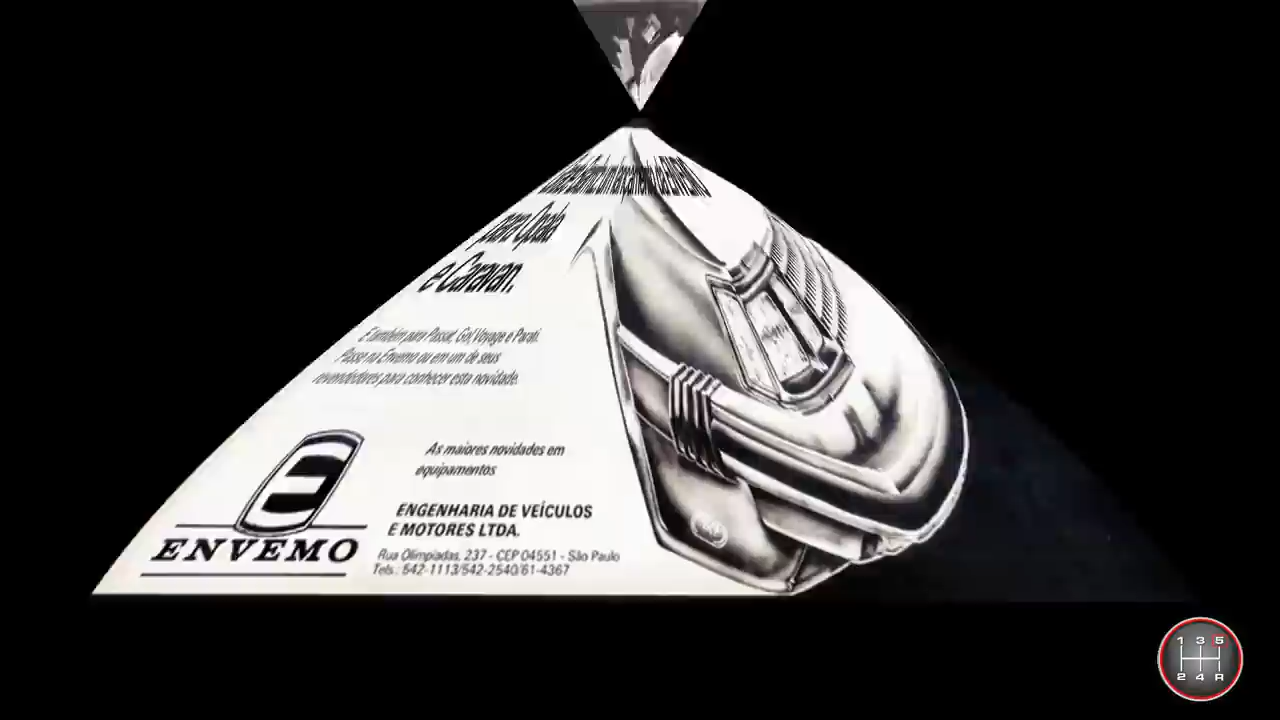 para Opala
e Caravan.
E também para Passat, Gol, Voyage e Parati.
Passe na Envemo ou em um de seus
revendedores para conhecer esta novidade.
As maiores novidades em
equipamentos
ENGENHARIA DE VEÍCULOS
E MOTORES LTDA.
ENVEMO
Rua Olimpíadas, 237 - CEP 04551 - São Paulo
Tels.: 542-1113/542-2540/61-4367
1 3 5
2 4 R